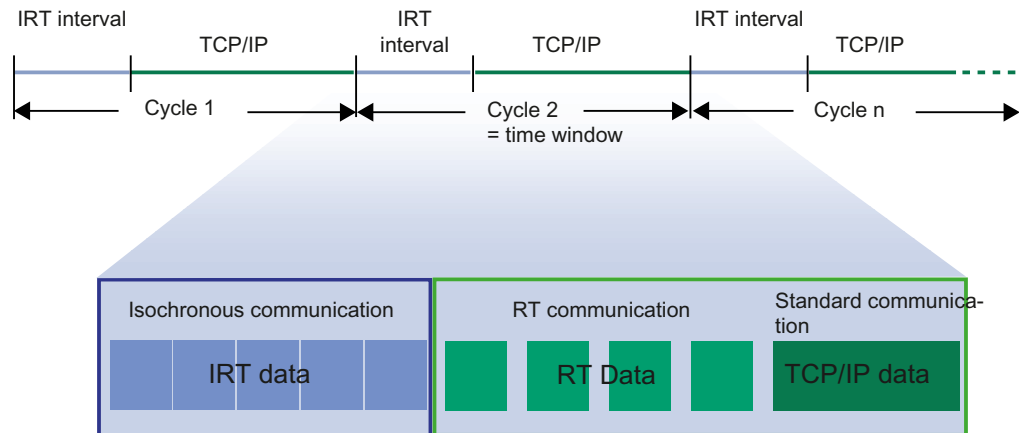 IRT interval
IRT
interval
IRT interval
TCP/IP
TCP/IP
TCP/IP
Cycle 1
Cycle 2
= time window
Cycle n
Isochronous communication
RT communication
Standard communica-
tion
IRT data
RT Data
TCP/IP data